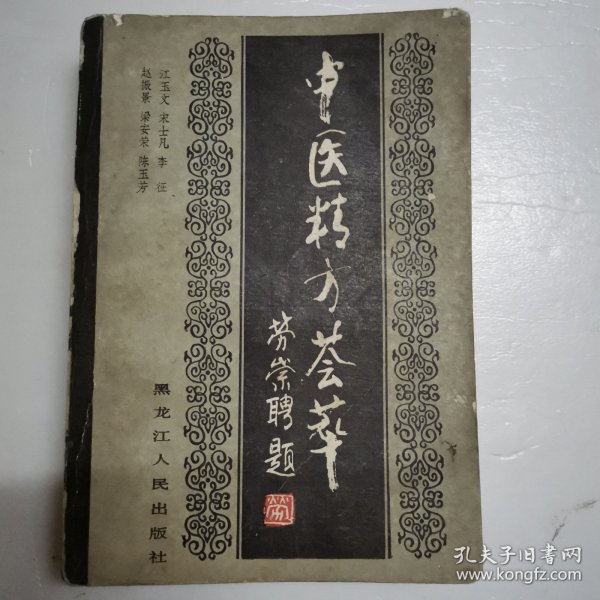 中医精方荟萃
劳崇聘题
江玉文 宋士凡 李征
赵振景 梁安荣 陈玉芳
黑龙江人民出版社
孔夫子旧书网
www.kongfz.com